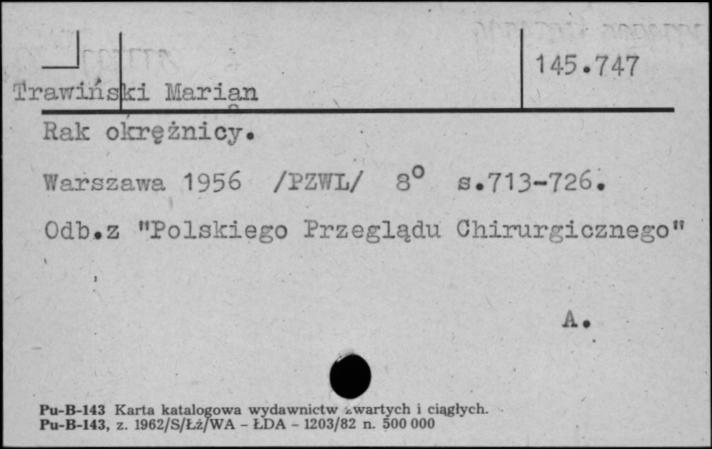 145.747
Trawiński Marian
Rak okrężnicy.
Warszawa 1956 /PZWL/ 8° s.713-726.
Odb.z "Polskiego Przeglądu Chirurgicznego"
A.
Pu-B-143 Karta katalogowa wydawnictw zwartych i ciągłych.
Pu-B-143, z. 1962/S/Łż/WA - ŁDA - 1203/82 n. 500 000